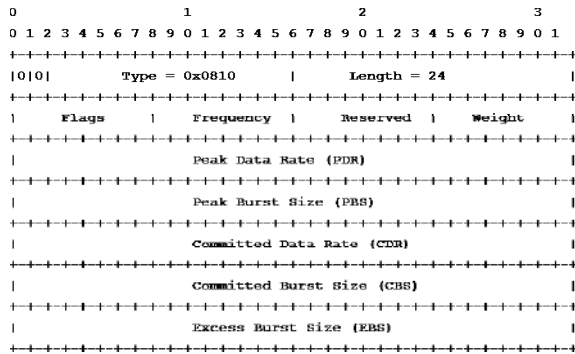 0 1 2 3
0 1 2 3 4 5 6 7 8 9 0 1 2 3 4 5 6 7 8 9 0 1 2 3 4 5 6 7 8 9 0 1
+-+-+-+-+-+-+-+-+-+-+-+-+-+-+-+-+-+-+-+-+-+-+-+-+-+-+-+-+-+-+-+-+
|0|0| Type = 0x0810 | Length = 24 |
+-+-+-+-+-+-+-+-+-+-+-+-+-+-+-+-+-+-+-+-+-+-+-+-+-+-+-+-+-+-+-+-+
| Flags | Frequency | Reserved | Weight |
+-+-+-+-+-+-+-+-+-+-+-+-+-+-+-+-+-+-+-+-+-+-+-+-+-+-+-+-+-+-+-+-+
| Peak Data Rate (PDR) |
+-+-+-+-+-+-+-+-+-+-+-+-+-+-+-+-+-+-+-+-+-+-+-+-+-+-+-+-+-+-+-+-+
| Peak Burst Size (PBS) |
+-+-+-+-+-+-+-+-+-+-+-+-+-+-+-+-+-+-+-+-+-+-+-+-+-+-+-+-+-+-+-+-+
| Committed Data Rate (CDR) |
+-+-+-+-+-+-+-+-+-+-+-+-+-+-+-+-+-+-+-+-+-+-+-+-+-+-+-+-+-+-+-+-+
| Committed Burst Size (CBS) |
+-+-+-+-+-+-+-+-+-+-+-+-+-+-+-+-+-+-+-+-+-+-+-+-+-+-+-+-+-+-+-+-+
| Excess Burst Size (EBS) |
+-+-+-+-+-+-+-+-+-+-+-+-+-+-+-+-+-+-+-+-+-+-+-+-+-+-+-+-+-+-+-+-+